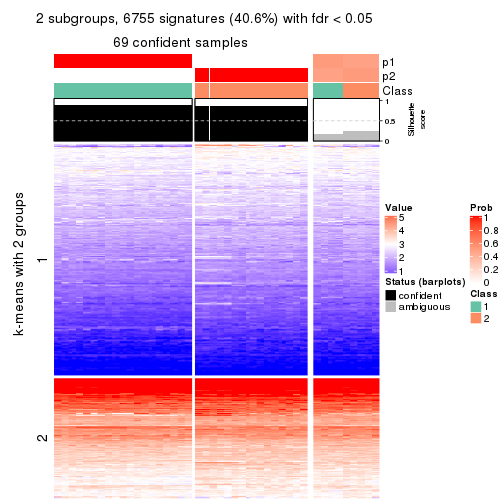 2 subgroups, 6755 signatures (40.6%) with fdr < 0.05
69 confident samples
p1
p2
Class
1
0.5
0
Silhouette
score
k-means with 2 groups
1
2
Value
5
4
3
2
1
Status (barplots)
confident
ambiguous
Prob
1
0.8
0.6
0.4
0.2
0
Class
1
2